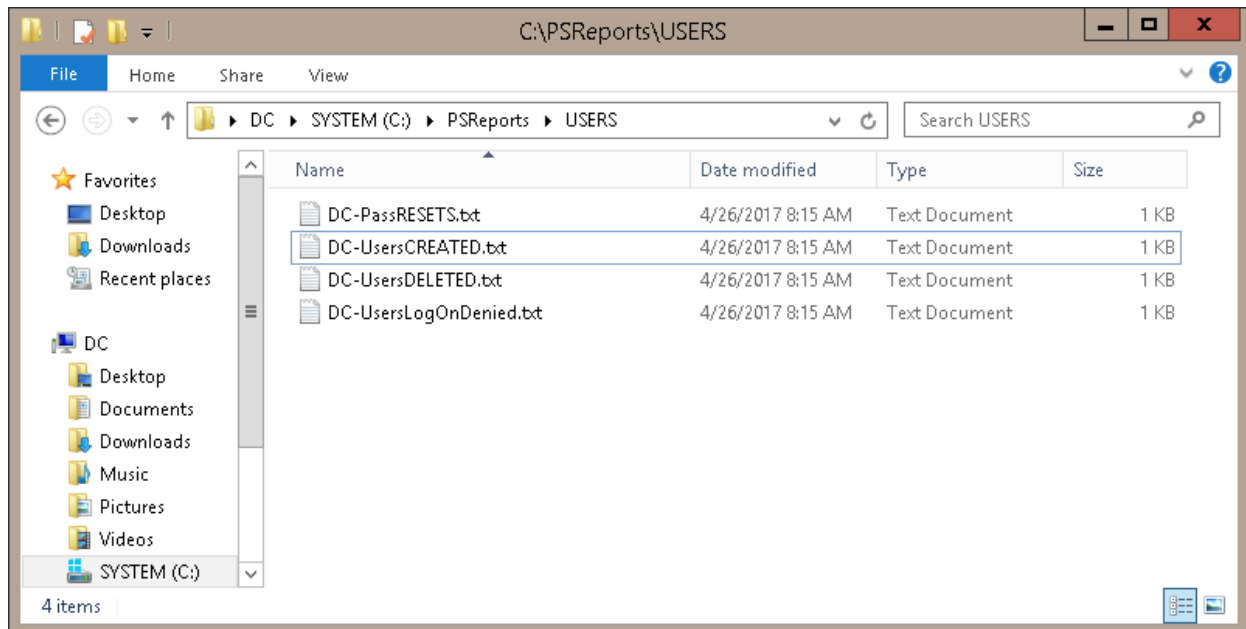 C:\PSReports\USERS
File Home Share View
DC SYSTEM (C:) PSReports USERS Search USERS
Name Date modified Type Size
Favorites
Desktop
Downloads
Recent places
DC
Desktop
Documents
Downloads
Music
Pictures
Videos
SYSTEM (C:)
DC-PassRESETS.txt 4/26/2017 8:15 AM Text Document 1 KB
DC-UsersCREATED.txt 4/26/2017 8:15 AM Text Document 1 KB
DC-UsersDELETED.txt 4/26/2017 8:15 AM Text Document 1 KB
DC-UsersLogOnDenied.txt 4/26/2017 8:15 AM Text Document 1 KB
4 items